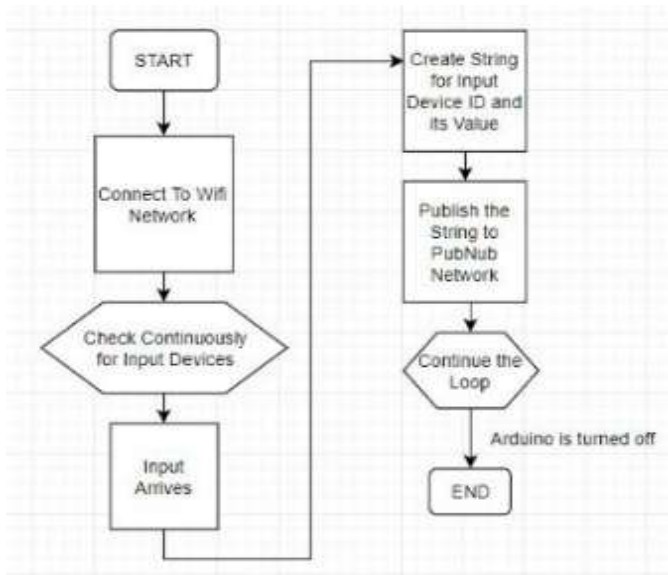 START
Connect To Wifi
Network
Check Continuously
for Input Devices
Input
Arrives
Create String
for Input
Device ID and
its Value
Publish the
String to
PubNub
Network
Continue the
Loop
Arduino is turned off
END